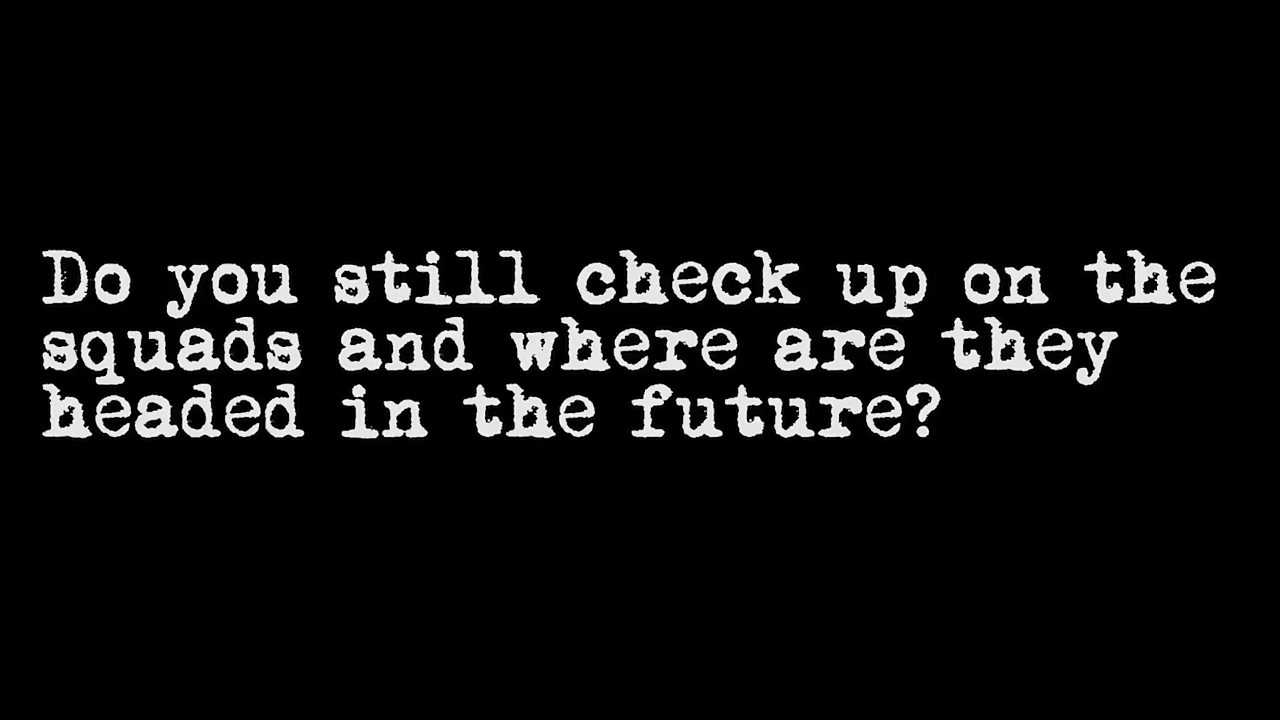 Do you still check up on the
squads and where are they
headed in the future?